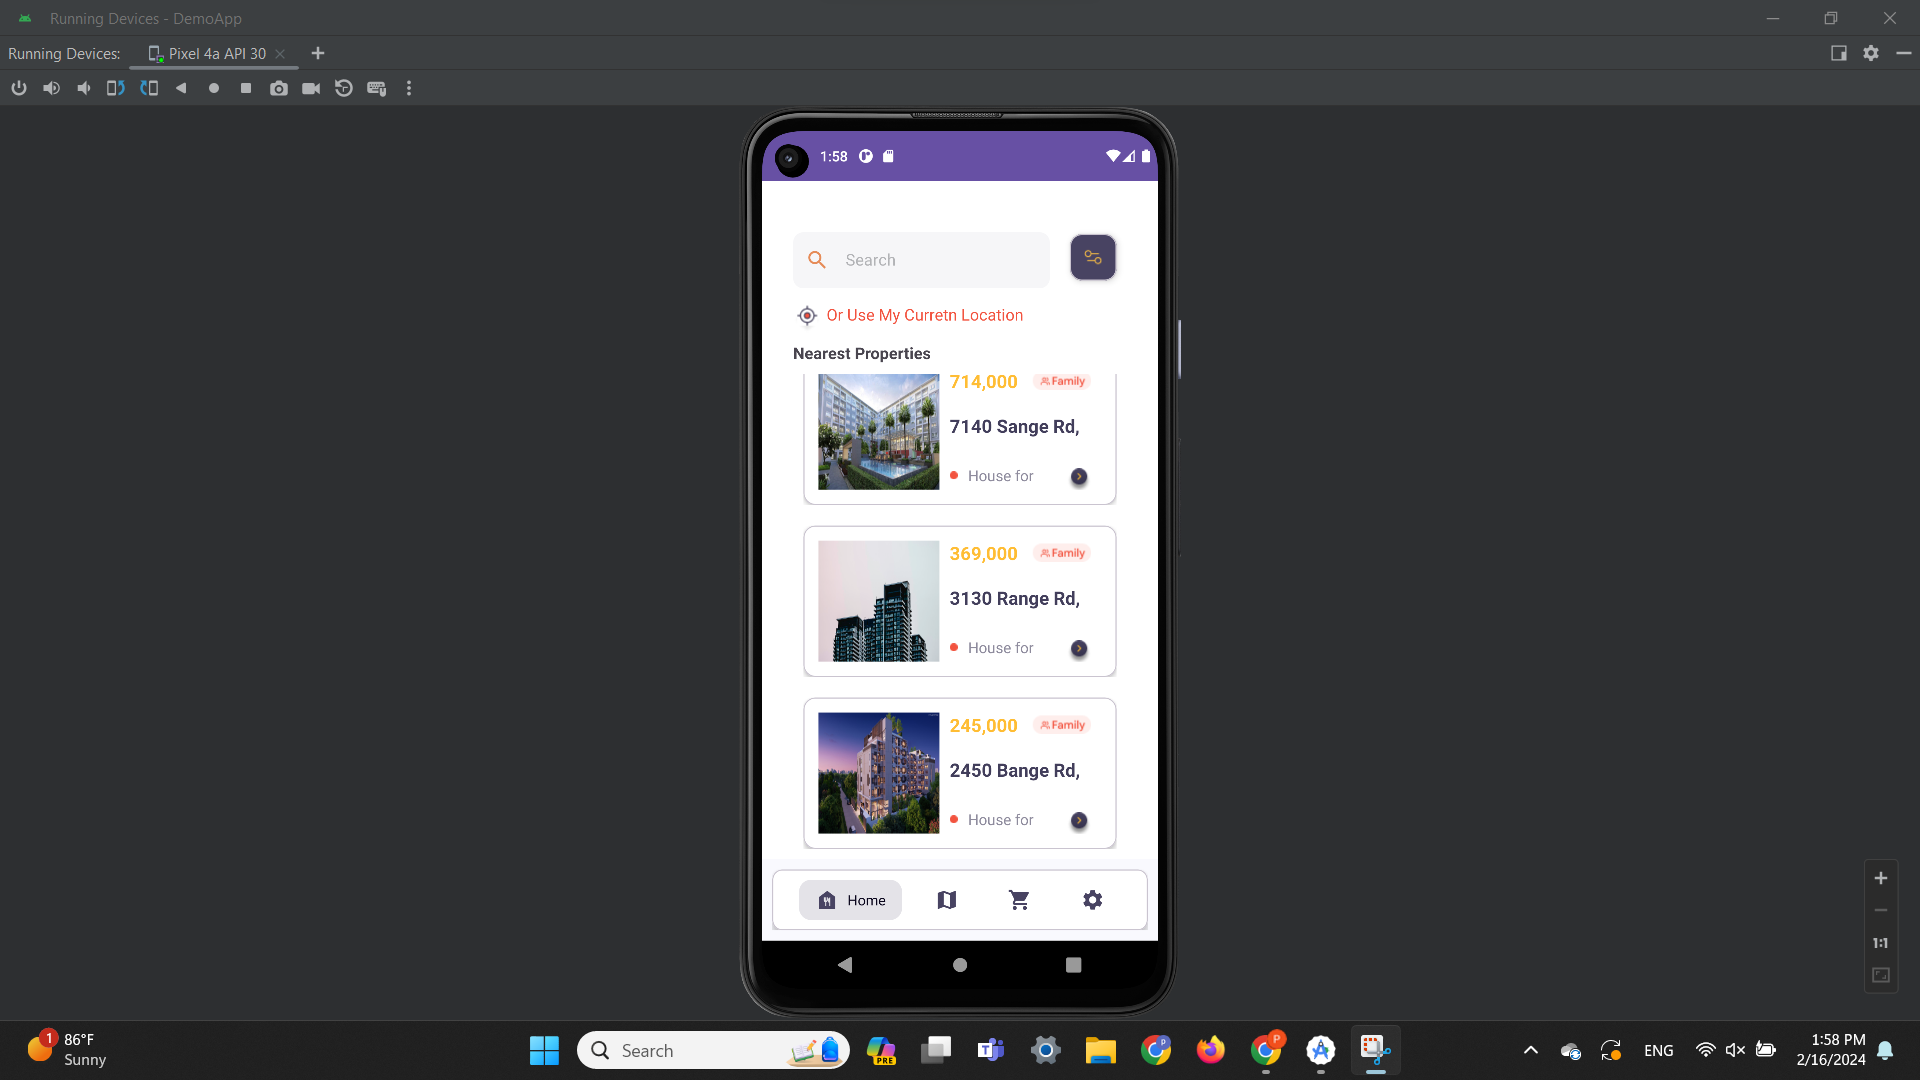 Running Devices - DemoApp
Running Devices: Pixel 4a API 30
1:58
Search
Or Use My Curretn Location
Nearest Properties
714,000 Family
7140 Sange Rd,
House for
369,000 Family
3130 Range Rd,
House for
245,000 Family
2450 Bange Rd,
House for
Home
1:1
1 86°F
Sunny
Search
PRE
P
P
ENG
1:58 PM
2/16/2024